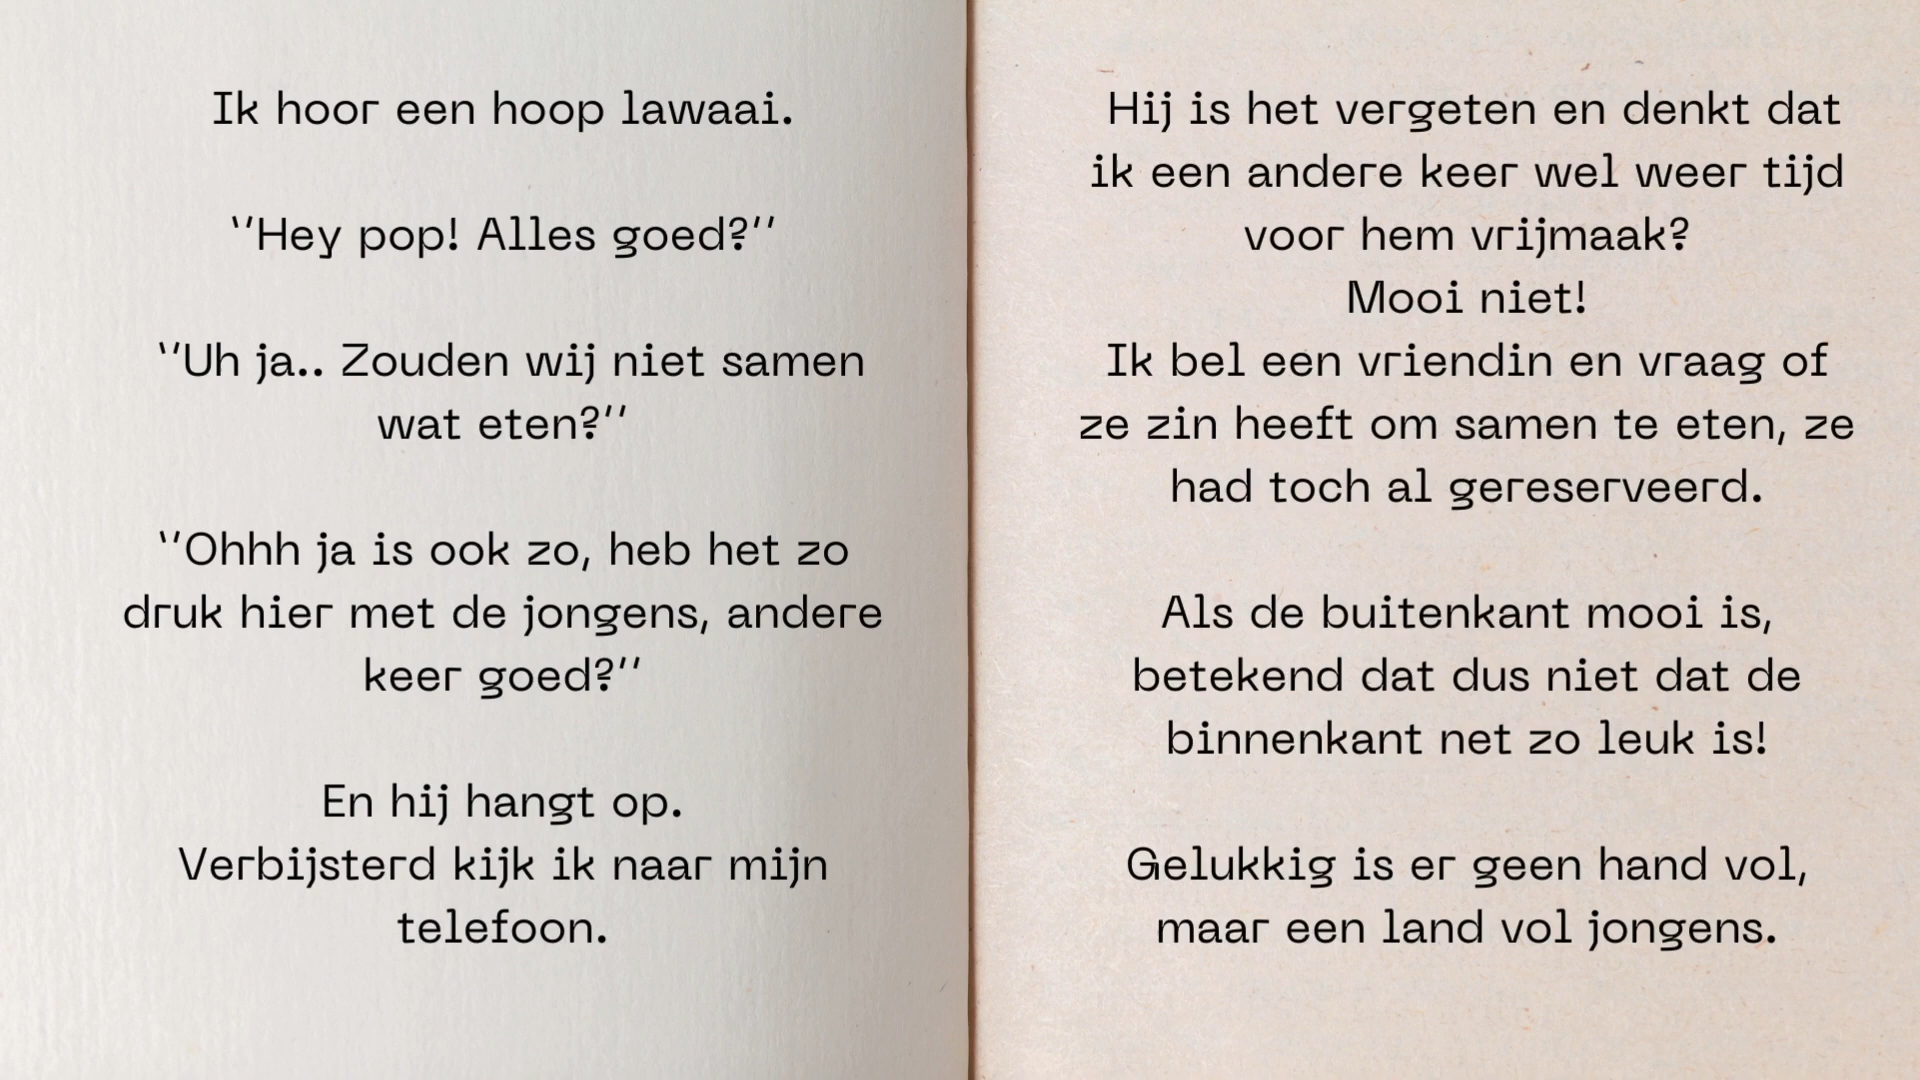 Ik hoor een hoop lawaai.
‘’Hey pop! Alles goed?’’
‘’Uh ja.. Zouden wij niet samen
wat eten?’’
‘’Ohhh ja is ook zo, heb het zo
druk hier met de jongens, andere
keer goed?’’
En hij hangt op.
Verbijsterd kijk ik naar mijn
telefoon.
Hij is het vergeten en denkt dat
ik een andere keer wel weer tijd
voor hem vrijmaak?
Mooi niet!
Ik bel een vriendin en vraag of
ze zin heeft om samen te eten, ze
had toch al gereserveerd.
Als de buitenkant mooi is,
betekend dat dus niet dat de
binnenkant net zo leuk is!
Gelukkig is er geen hand vol,
maar een land vol jongens.